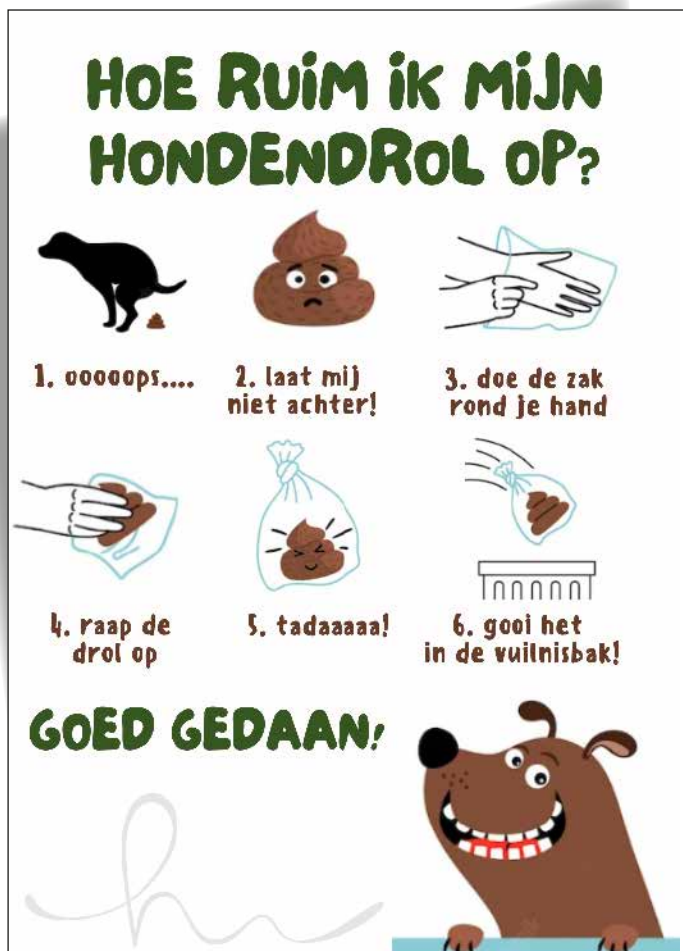 HOE RUIM IK MIJN
HONDENDROL OP?
1. ooooops....
2. laat mij
niet achter!
3. doe de zak
rond je hand
4. raap de
drol op
5. tadaaaaa!
6. gooi het
in de vuilnisbak!
GOED GEDAAN!